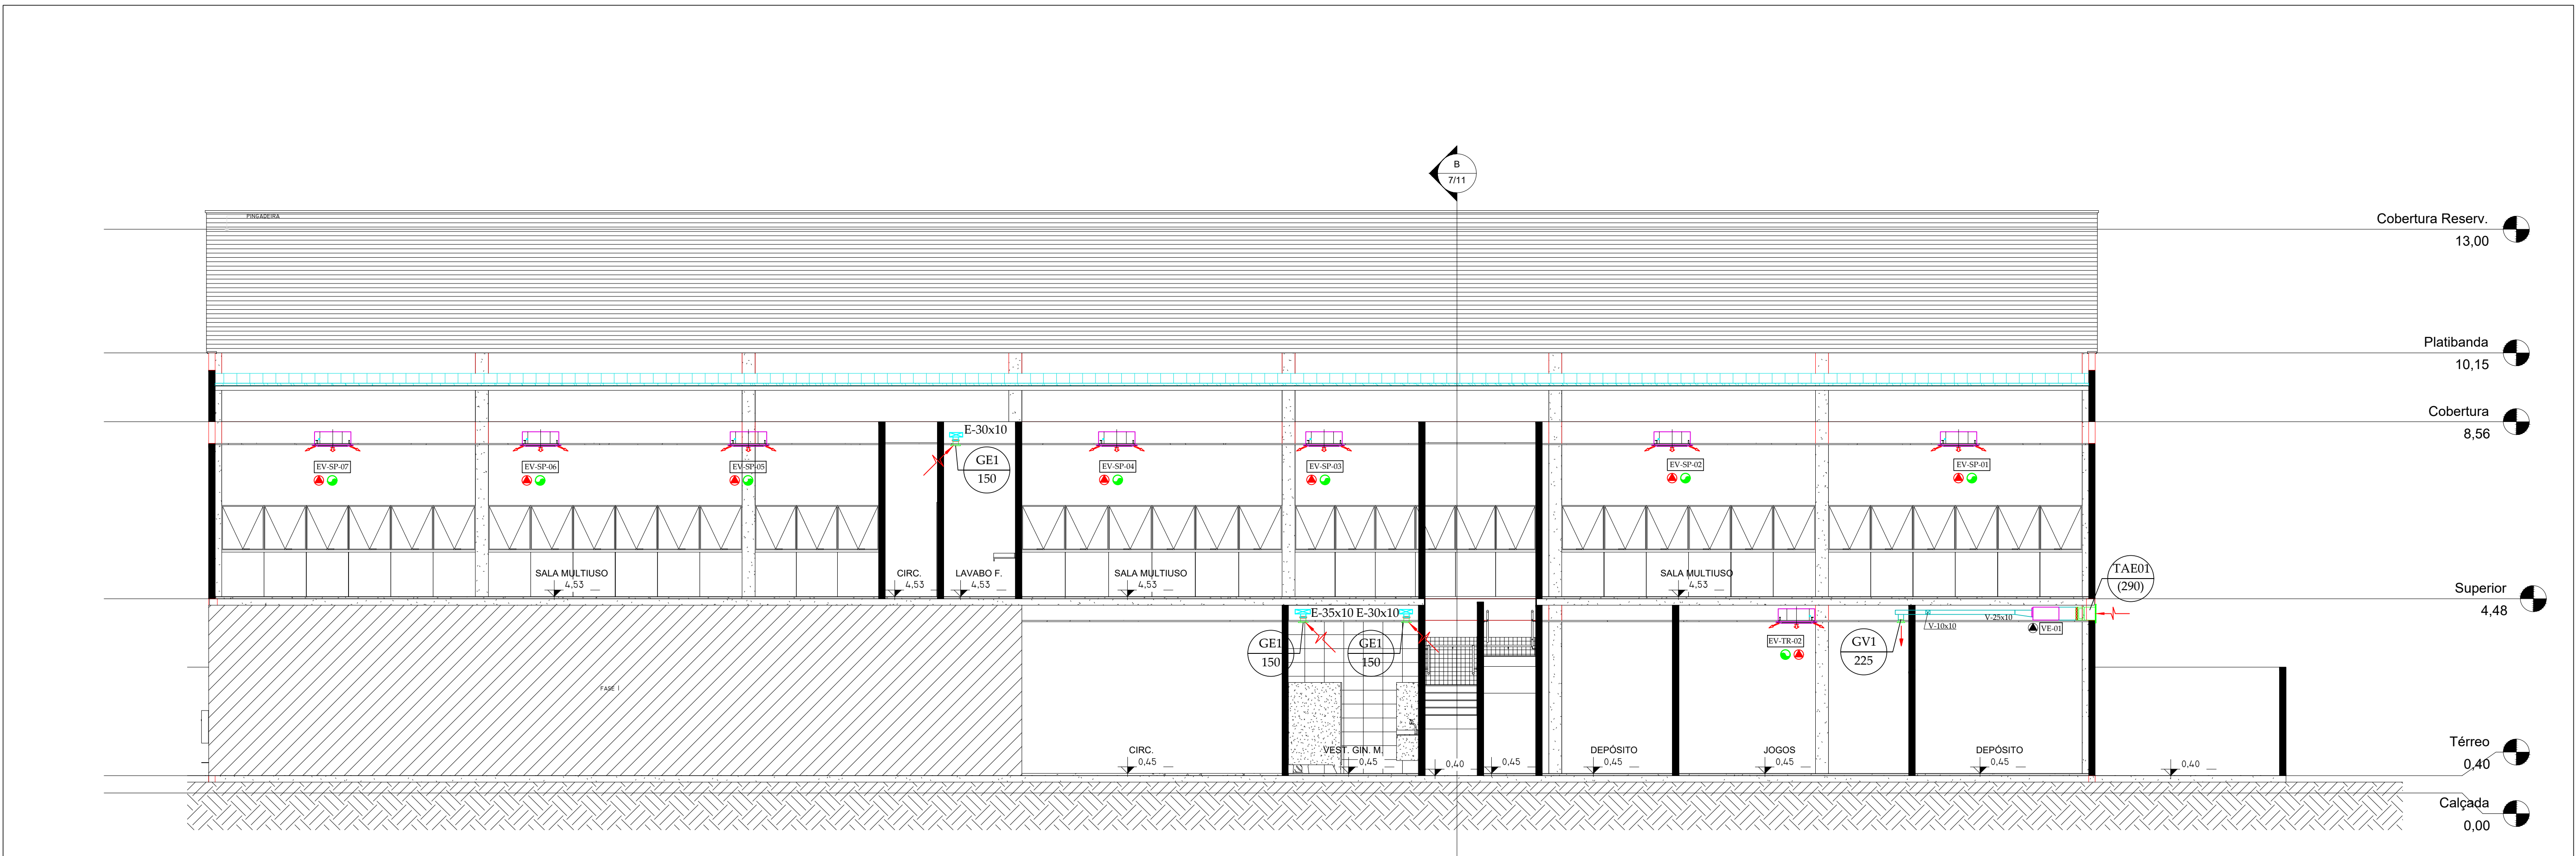 B
7/11
PINGADEIRA
Cobertura Reserv.
13,00
Platibanda
10,15
Cobertura
8,56
E-30x10
GE1
150
EV-SP-07
EV-SP-06
EV-SP-05
EV-SP-04
EV-SP-03
EV-SP-02
EV-SP-01
SALA MULTIUSO
4,53
CIRC.
4,53
LAVABO F.
4,53
SALA MULTIUSO
4,53
SALA MULTIUSO
4,53
TAE01
(290)
Superior
4,48
E-35x10 E-30x10
GE1
150
GE1
150
EV-TR-02
GV1
225
V-10x10
V-25x10
VE-01
FASE I
CIRC.
0,45
VEST. GIN. M.
0,45
0,40
0,45
DEPÓSITO
0,45
JOGOS
0,45
DEPÓSITO
0,45
0,40
Térreo
0,40
Calçada
0,00